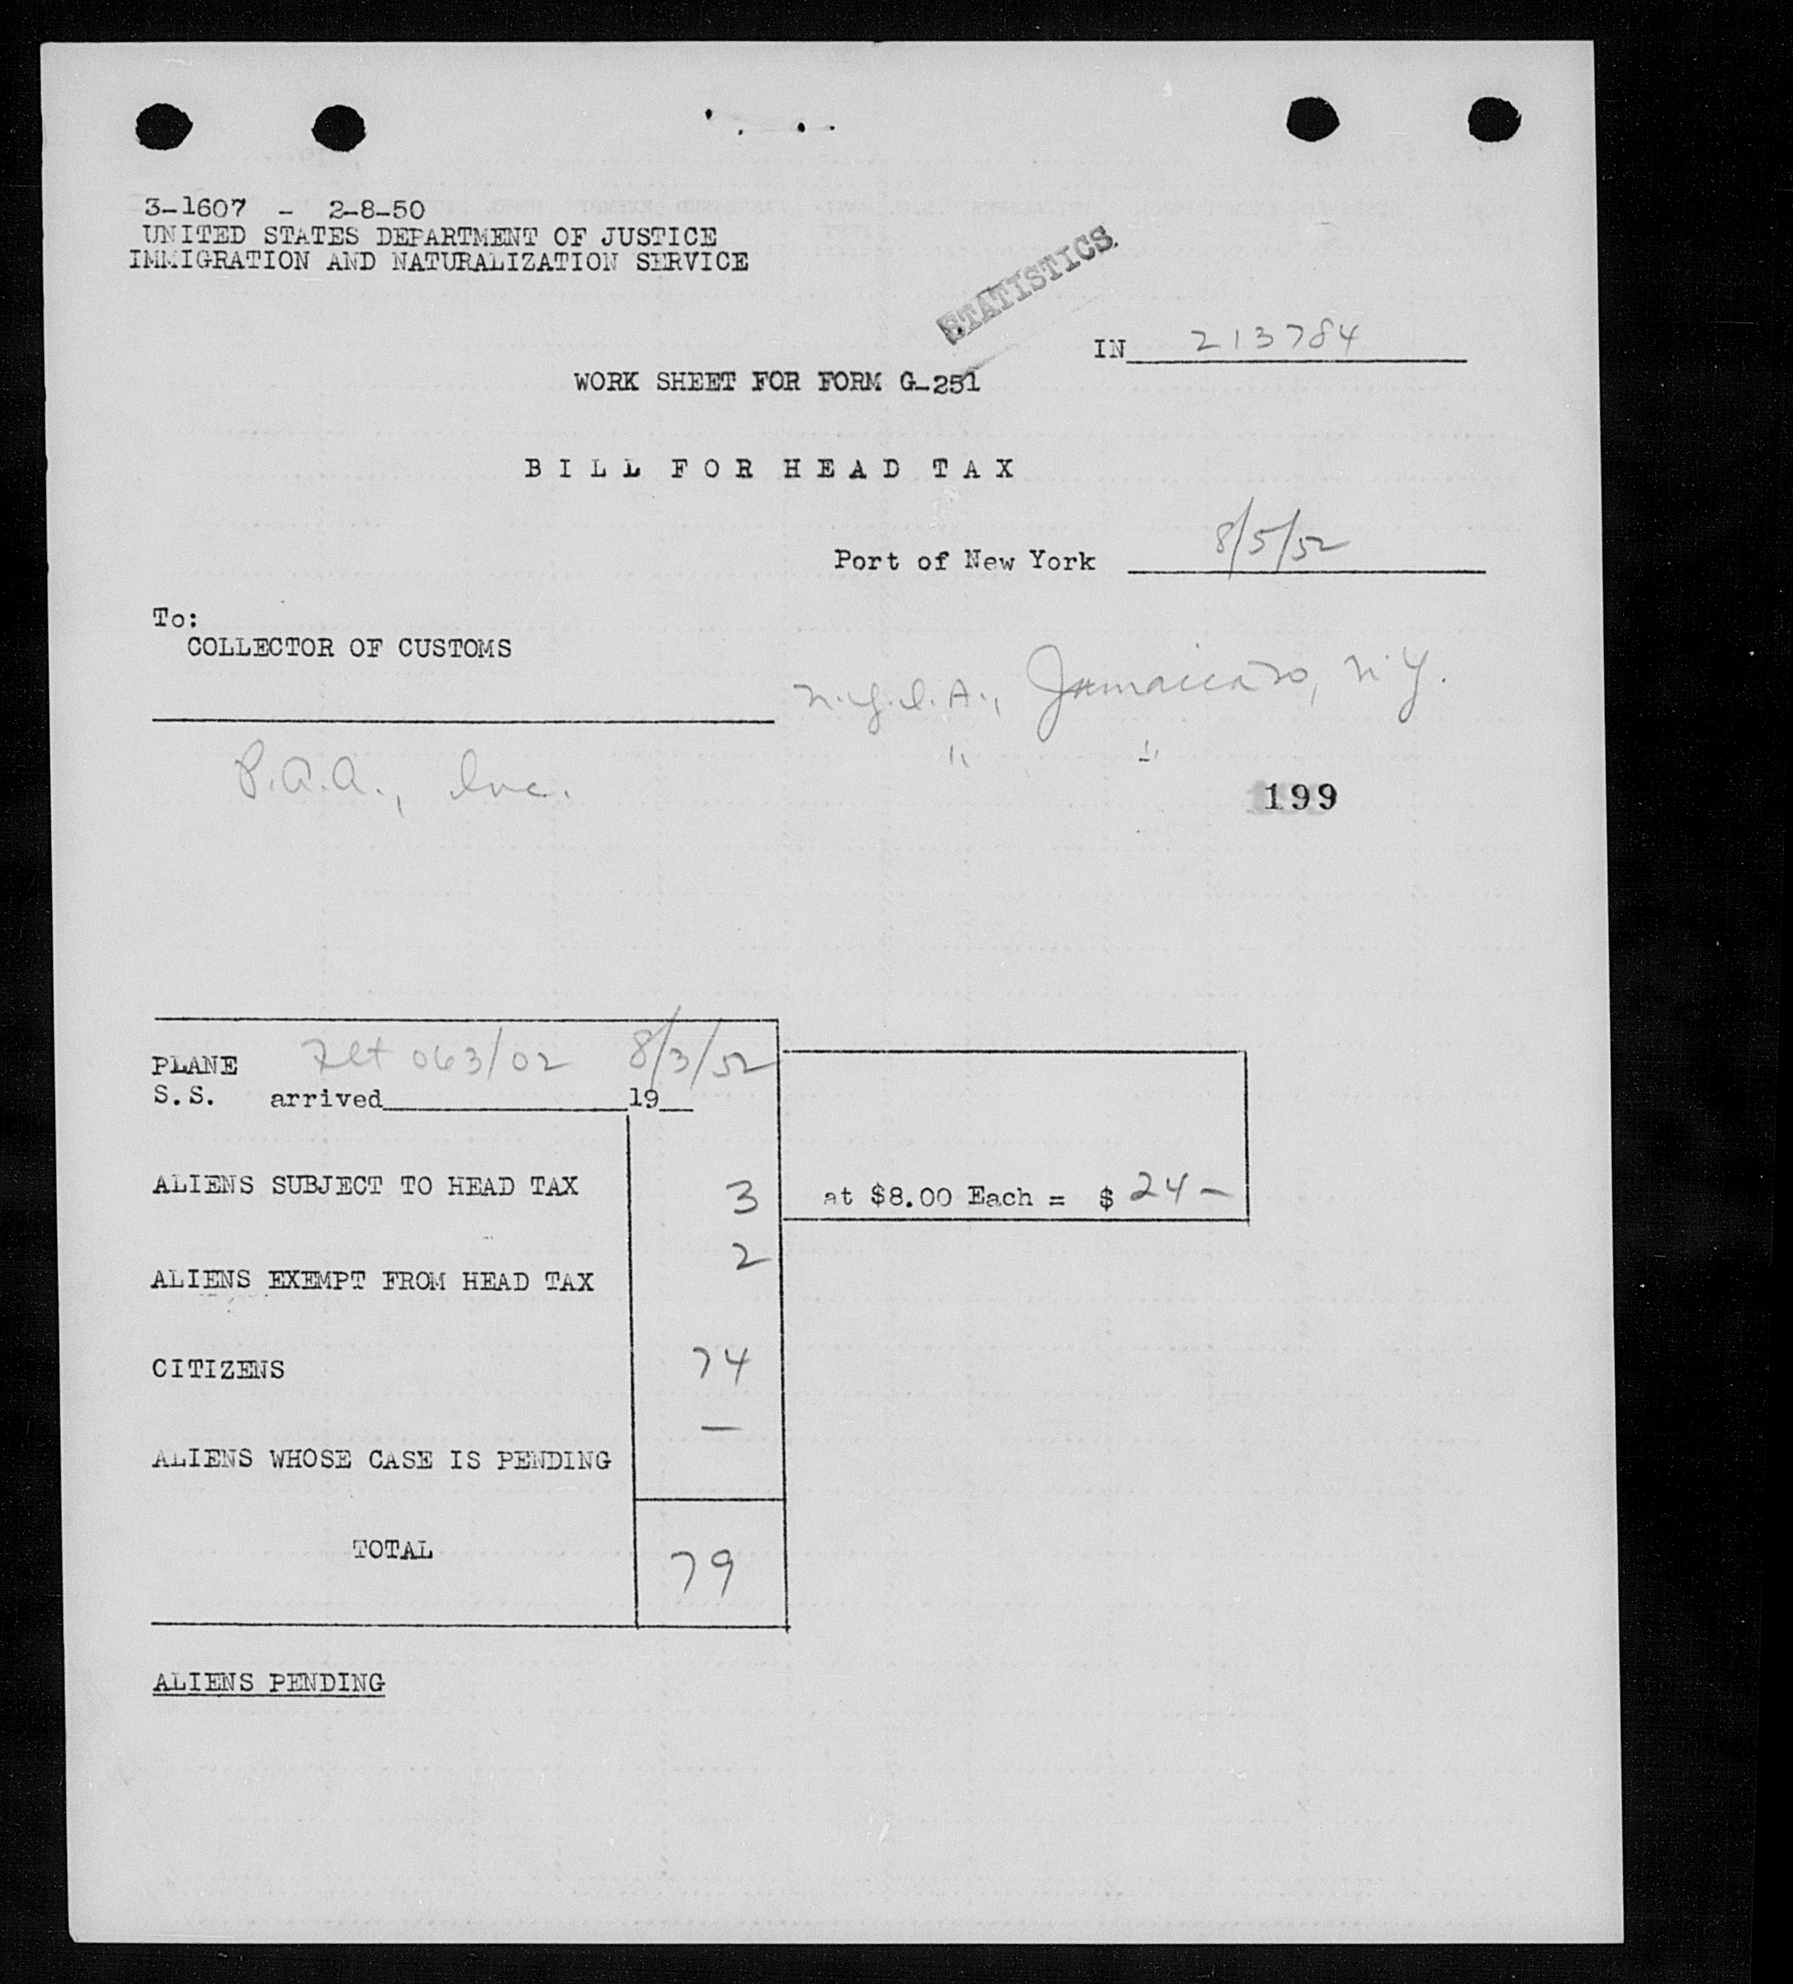 3-1607 - 2-8-50
UNITED STATES DEPARTMENT OF JUSTICE
IMMIGRATION AND NATURALIZATION SERVICE
STATISTICS.
IN 213784
WORK SHEET FOR FORM G-251
BILL FOR HEAD TAX
Port of New York 8/5/52
To:
COLLECTOR OF CUSTOMS
N.Y.I.A., Jamaica 30, N.Y.
P.A.A., Inc. " "
199
PLANE Flt 063/02 8/3/52
S.S. arrived 19
ALIENS SUBJECT TO HEAD TAX 3 at $8.00 Each = $ 24-
ALIENS EXEMPT FROM HEAD TAX 2
CITIZENS 74
ALIENS WHOSE CASE IS PENDING —
TOTAL 79
ALIENS PENDING